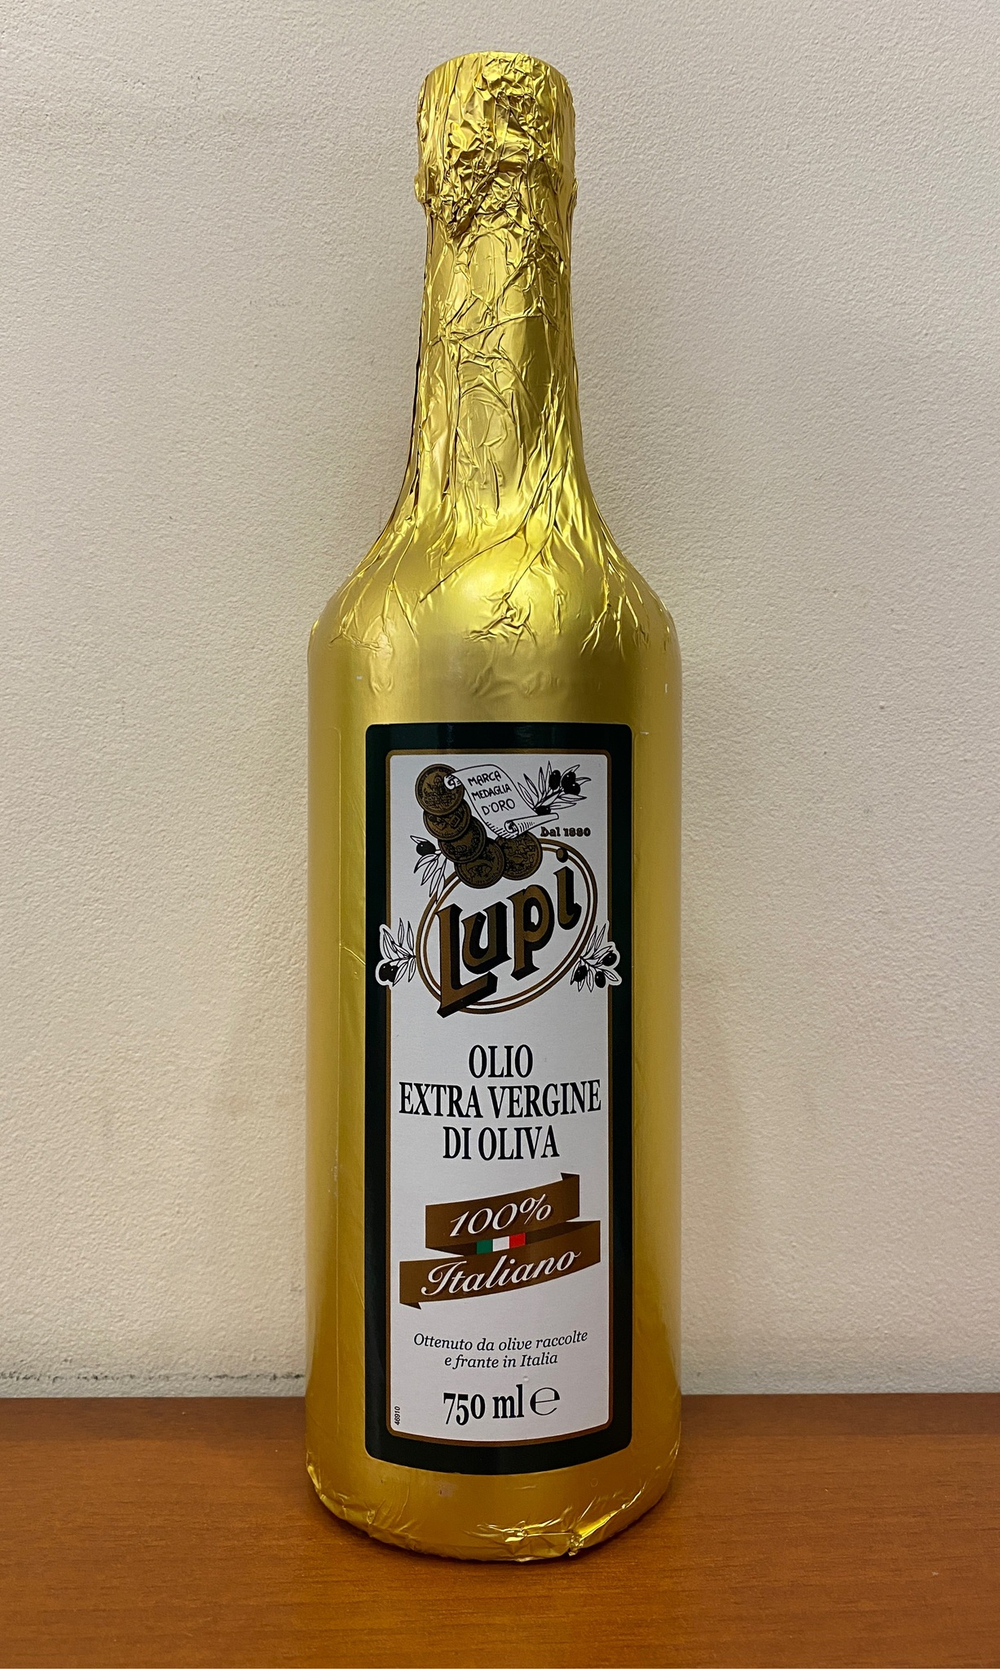 MARCA
MEDAGLIA
D'ORO
Dal 1880
Lupi
OLIO
EXTRA VERGINE
DI OLIVA
100%
Italiano
Ottenuto da olive raccolte
e frante in Italia
750 ml ℮
46910